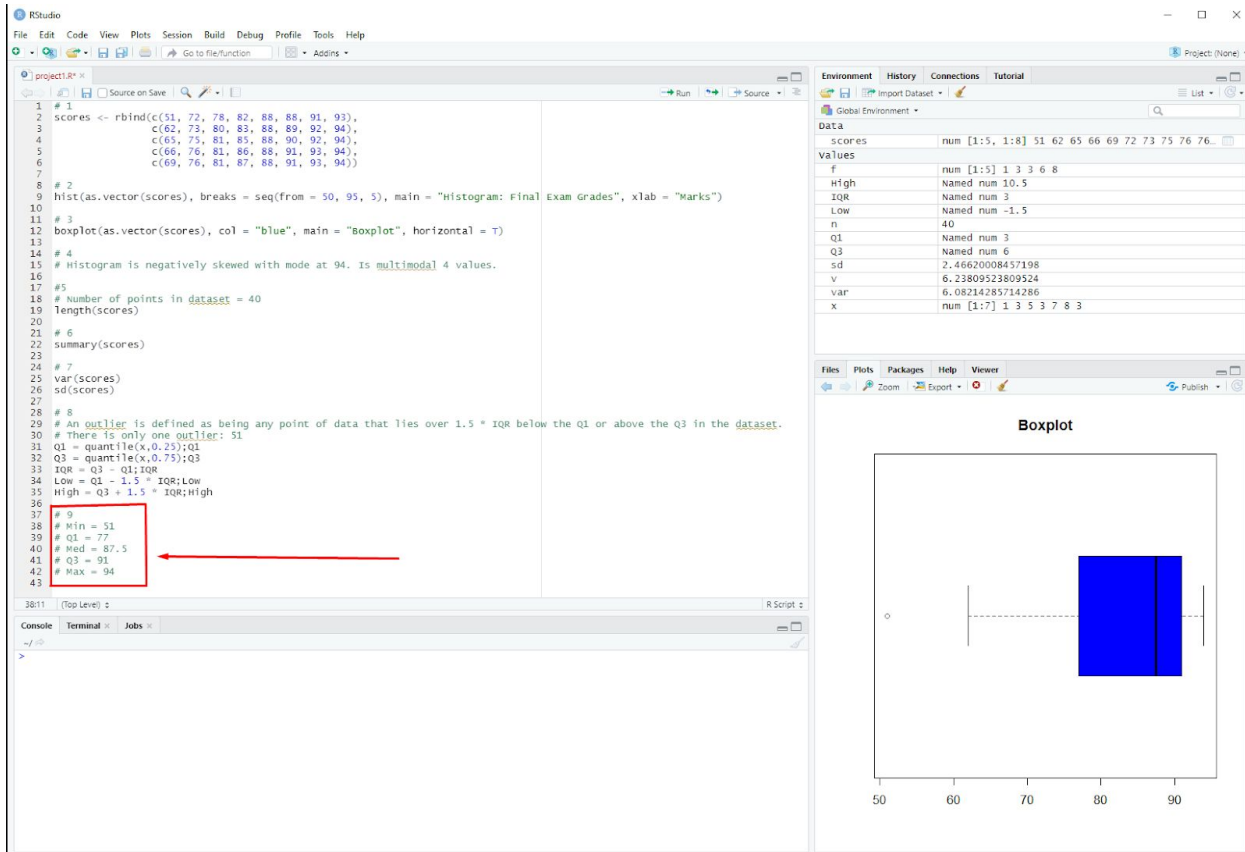 RStudio
File Edit Code View Plots Session Build Debug Profile Tools Help
Go to file/function Addins Project: (None)
project1.R*
Source on Save Run Source
1 # 1
2 scores <- rbind(c(51, 72, 78, 82, 88, 88, 91, 93),
3 c(62, 73, 80, 83, 88, 89, 92, 94),
4 c(65, 75, 81, 85, 88, 90, 92, 94),
5 c(66, 76, 81, 86, 88, 91, 93, 94),
6 c(69, 76, 81, 87, 88, 91, 93, 94))
7
8 # 2
9 hist(as.vector(scores), breaks = seq(from = 50, 95, 5), main = "Histogram: Final Exam Grades", xlab = "Marks")
10
11 # 3
12 boxplot(as.vector(scores), col = "blue", main = "Boxplot", horizontal = T)
13
14 # 4
15 # Histogram is negatively skewed with mode at 94. Is multimodal 4 values.
16
17 #5
18 # Number of points in dataset = 40
19 length(scores)
20
21 # 6
22 summary(scores)
23
24 # 7
25 var(scores)
26 sd(scores)
27
28 # 8
29 # An outlier is defined as being any point of data that lies over 1.5 * IQR below the Q1 or above the Q3 in the dataset.
30 # There is only one outlier: 51
31 Q1 = quantile(x,0.25);Q1
32 Q3 = quantile(x,0.75);Q3
33 IQR = Q3 - Q1;IQR
34 Low = Q1 - 1.5 * IQR;Low
35 High = Q3 + 1.5 * IQR;High
36
37 # 9
38 # Min = 51
39 # Q1 = 77
40 # Med = 87.5
41 # Q3 = 91
42 # Max = 94
43
38:11 (Top Level) R Script
Console Terminal Jobs
~/
>
Environment History Connections Tutorial
Import Dataset List
Global Environment
Data
scores num [1:5, 1:8] 51 62 65 66 69 72 73 75 76 76...
Values
f num [1:5] 1 3 3 6 8
High Named num 10.5
IQR Named num 3
Low Named num -1.5
n 40
Q1 Named num 3
Q3 Named num 6
sd 2.46620008457198
v 6.23809523809524
var 6.08214285714286
x num [1:7] 1 3 5 3 7 8 3
Files Plots Packages Help Viewer
Zoom Export Publish
Boxplot
50 60 70 80 90